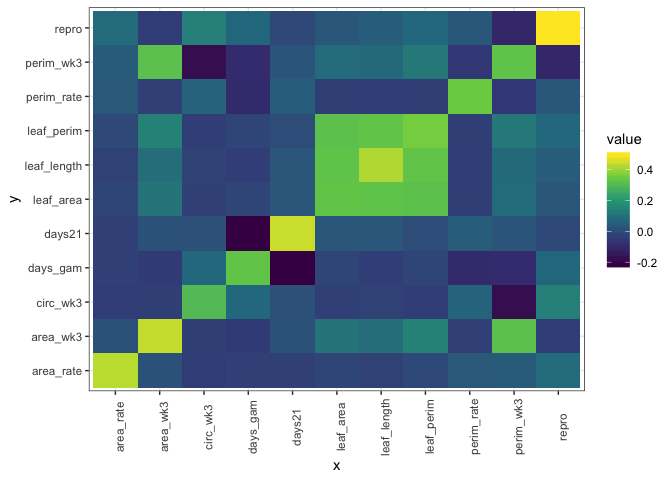 repro
perim_wk3
perim_rate
leaf_perim
leaf_length
leaf_area
days21
days_gam
circ_wk3
area_wk3
area_rate
y
area_rate
area_wk3
circ_wk3
days_gam
days21
leaf_area
leaf_length
leaf_perim
perim_rate
perim_wk3
repro
x
value
0.4
0.2
0.0
-0.2